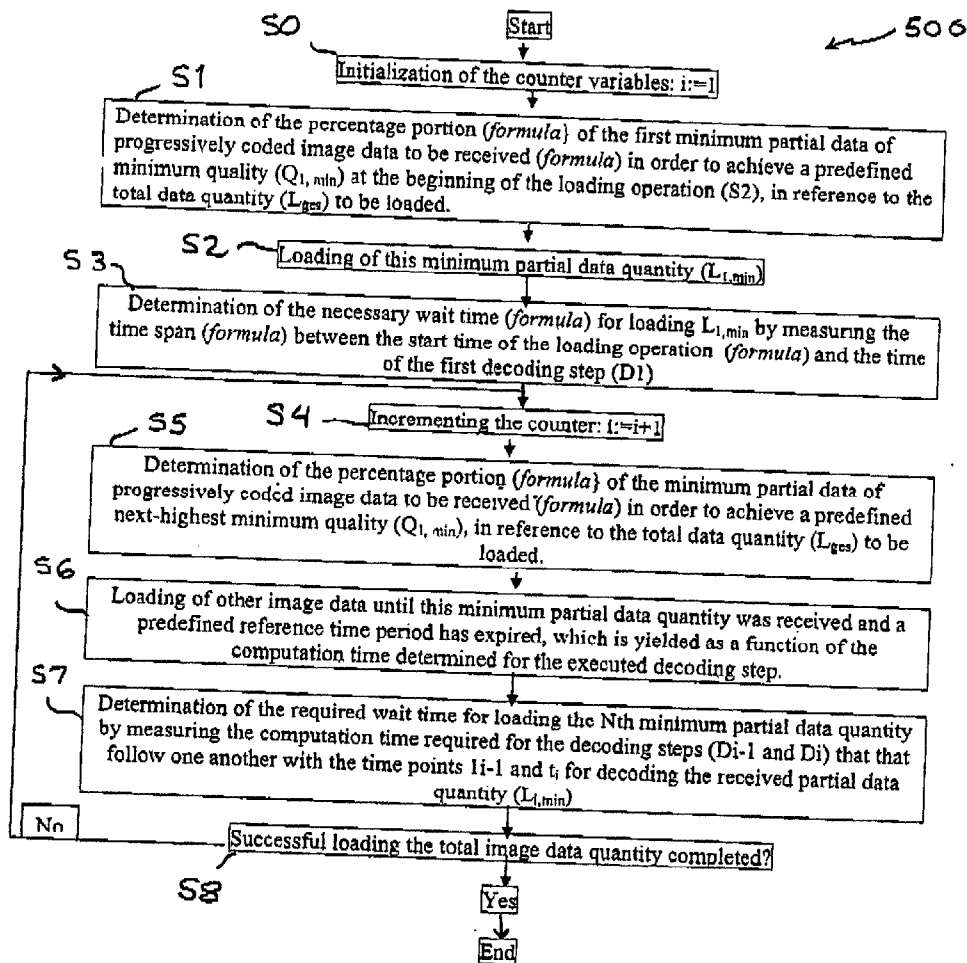 S0
Start
500
Initialization of the counter variables: i:=1
S1
Determination of the percentage portion (formula} of the first minimum partial data of
progressively coded image data to be received (formula) in order to achieve a predefined
minimum quality (Q1, min) at the beginning of the loading operation (S2), in reference to the
total data quantity (Lges) to be loaded.
S2
Loading of this minimum partial data quantity (L1,min)
S3
Determination of the necessary wait time (formula) for loading L1,min by measuring the
time span (formula) between the start time of the loading operation (formula) and the time
of the first decoding step (D1)
S4
Incrementing the counter: i:=i+1
S5
Determination of the percentage portion (formula} of the minimum partial data of
progressively coded image data to be received (formula) in order to achieve a predefined
next-highest minimum quality (Q1, min), in reference to the total data quantity (Lges) to be
loaded.
S6
Loading of other image data until this minimum partial data quantity was received and a
predefined reference time period has expired, which is yielded as a function of the
computation time determined for the executed decoding step.
S7
Determination of the required wait time for loading the Nth minimum partial data quantity
by measuring the computation time required for the decoding steps (Di-1 and Di) that that
follow one another with the time points 1i-1 and ti for decoding the received partial data
quantity (Li,min)
No
Successful loading the total image data quantity completed?
S8
Yes
End